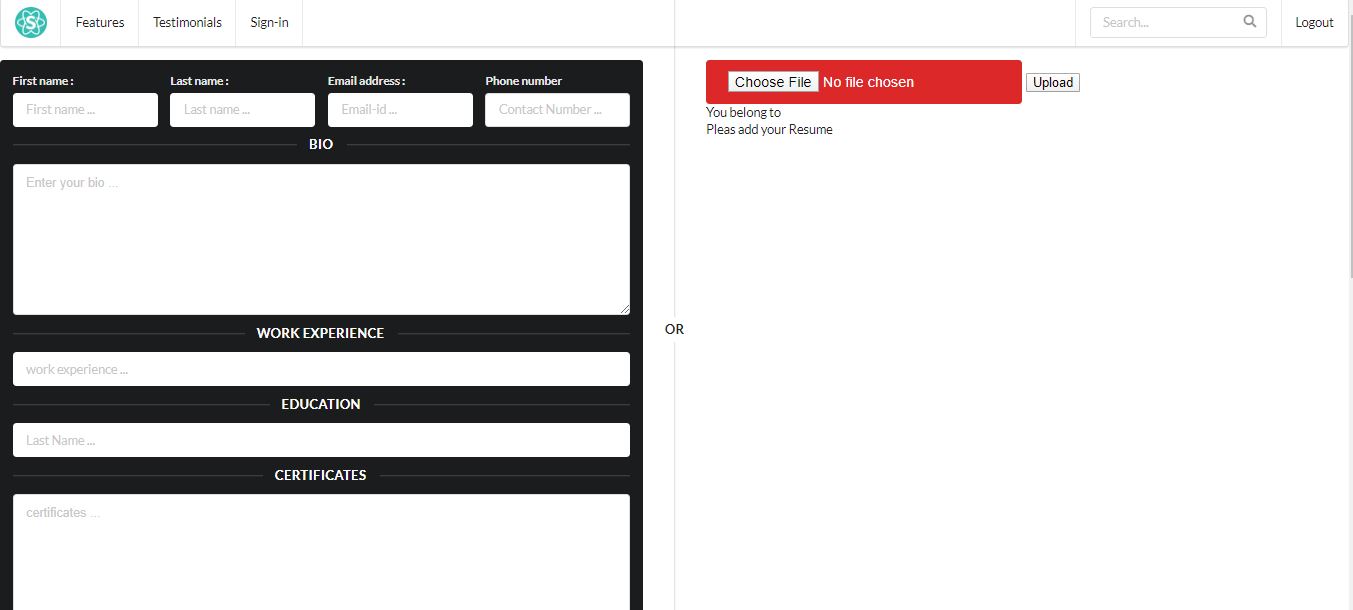 S
Features
Testimonials
Sign-in
Search...
Logout
First name :
Last name :
Email address :
Phone number
First name ...
Last name ...
Email-id ...
Contact Number ...
BIO
Enter your bio ...
WORK EXPERIENCE
work experience ...
EDUCATION
Last Name ...
CERTIFICATES
certificates ...
OR
Choose File No file chosen
Upload
You belong to
Pleas add your Resume